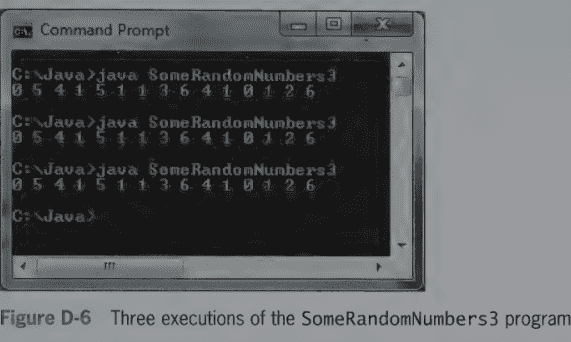 Command Prompt
C:\Java>java SomeRandomNumbers3
0 5 4 1 5 1 1 3 6 4 1 0 1 2 6
C:\Java>java SomeRandomNumbers3
0 5 4 1 5 1 1 3 6 4 1 0 1 2 6
C:\Java>java SomeRandomNumbers3
0 5 4 1 5 1 1 3 6 4 1 0 1 2 6
C:\Java>
Figure D-6 Three executions of the SomeRandomNumbers3 program